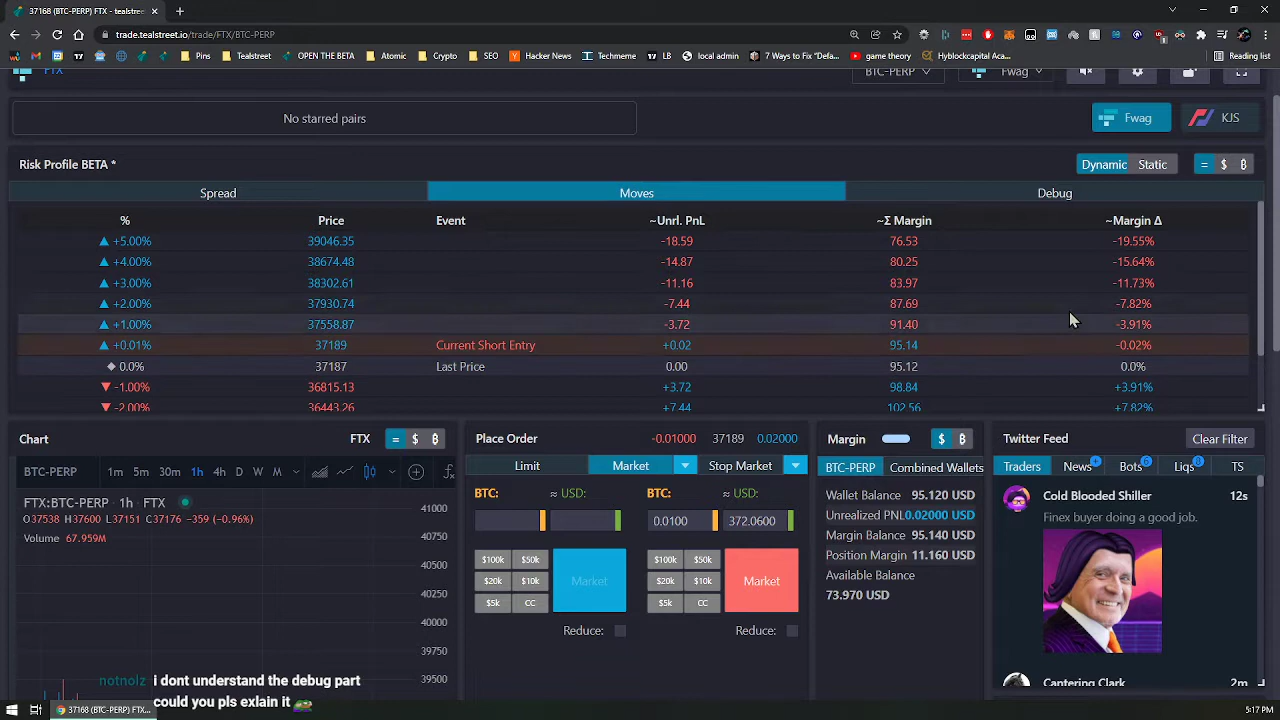 37168 (BTC-PERP) FTX - tealstree
trade.tealstreet.io/trade/FTX/BTC-PERP
Pins Tealstreet OPEN THE BETA Atomic Crypto SEO Hacker News Techmeme LB local admin 7 Ways to Fix "Defa... game theory Hyblockcapital Aca... Reading list
FTX BTC-PERP Fwag
No starred pairs Fwag KJS
Risk Profile BETA * Dynamic Static = $ ₿
Spread Moves Debug
% Price Event ~Unrl. PnL ~Σ Margin ~Margin Δ
▲ +5.00% 39046.35 -18.59 76.53 -19.55%
▲ +4.00% 38674.48 -14.87 80.25 -15.64%
▲ +3.00% 38302.61 -11.16 83.97 -11.73%
▲ +2.00% 37930.74 -7.44 87.69 -7.82%
▲ +1.00% 37558.87 -3.72 91.40 -3.91%
▲ +0.01% 37189 Current Short Entry +0.02 95.14 -0.02%
◆ 0.0% 37187 Last Price 0.00 95.12 0.0%
▼ -1.00% 36815.13 +3.72 98.84 +3.91%
▼ -2.00% 36443.26 +7.44 102.56 +7.82%
Chart FTX = $ ₿
BTC-PERP 1m 5m 30m 1h 4h D W M
FTX:BTC-PERP · 1h · FTX
O37538 H37600 L37151 C37176 -359 (-0.96%)
Volume 67.959M
41000
40750
40500
40250
40000
39750
39500
Place Order -0.01000 37189 0.02000
Limit Market Stop Market
BTC: ≈ USD: BTC: ≈ USD:
0.0100 372.0600
$100k $50k Market $100k $50k Market
$20k $10k $20k $10k
$5k CC $5k CC
Reduce: Reduce:
Margin $ ₿
BTC-PERP Combined Wallets
Wallet Balance 95.120 USD
Unrealized PNL 0.02000 USD
Margin Balance 95.140 USD
Position Margin 11.160 USD
Available Balance
73.970 USD
Twitter Feed Clear Filter
Traders News + Bots 6 Liqs 0 TS
Cold Blooded Shiller 12s
Finex buyer doing a good job.
Cantering Clark 2m
notnolz i dont understand the debug part
could you pls exlain it
37168 (BTC-PERP) FTX... 5:17 PM